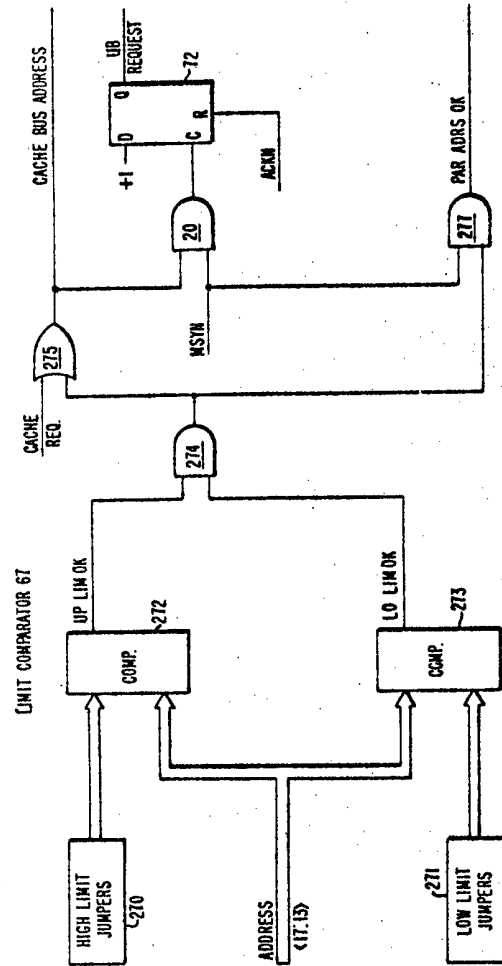 LIMIT COMPARATOR 67
HIGH LIMIT
JUMPERS
270
COMP.
272
UP LIM OK
ADDRESS
<17:13>
COMP.
273
LO LIM OK
LOW LIMIT
JUMPERS
271
274
CACHE
REQ.
275
CACHE BUS ADDRESS
MSYN
20
+1
D
Q
C
R
72
UB
REQUEST
ACKN
277
PAR ADRS OK